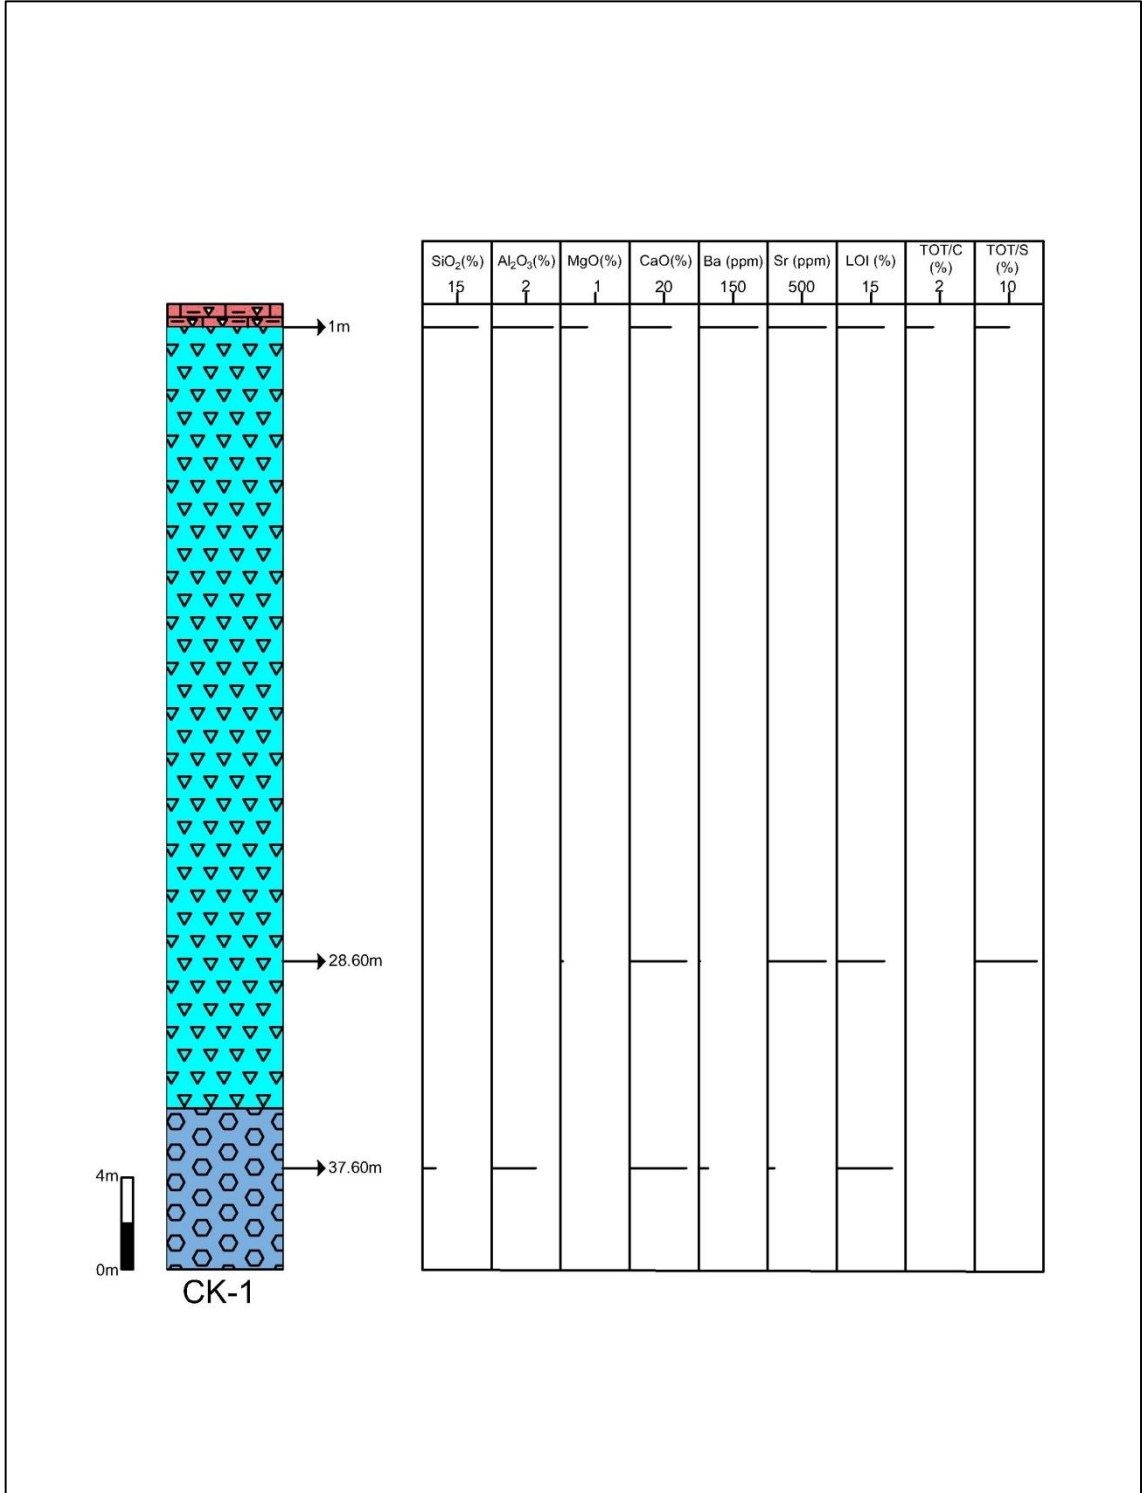 SiO₂(%) Al₂O₃(%) MgO(%) CaO(%) Ba (ppm) Sr (ppm) LOI (%) TOT/C (%) TOT/S (%)
15 2 1 20 150 500 15 2 10
1m
28.60m
37.60m
4m
0m
CK-1